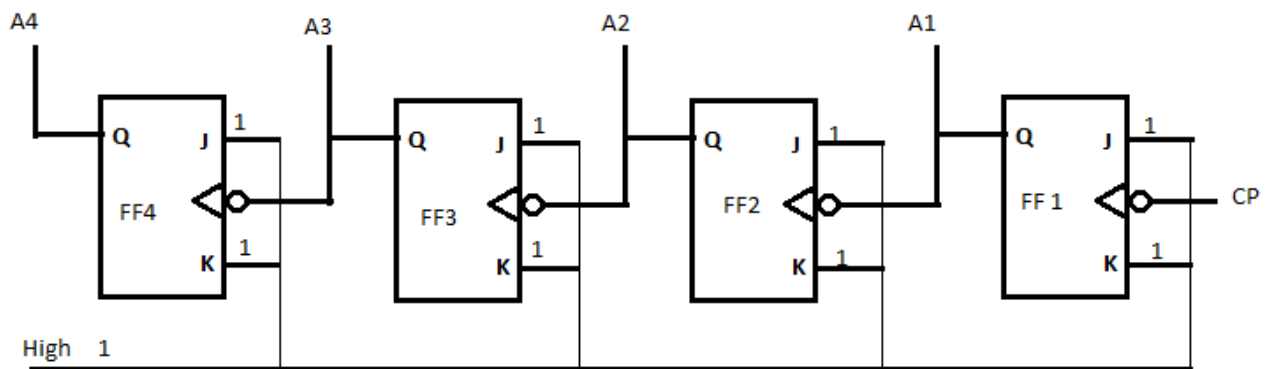 A4 A3 A2 A1
1 1 1 1
Q J Q J Q J Q J
FF4 FF3 FF2 FF 1 CP
1 1 1 1
K K K K
High 1